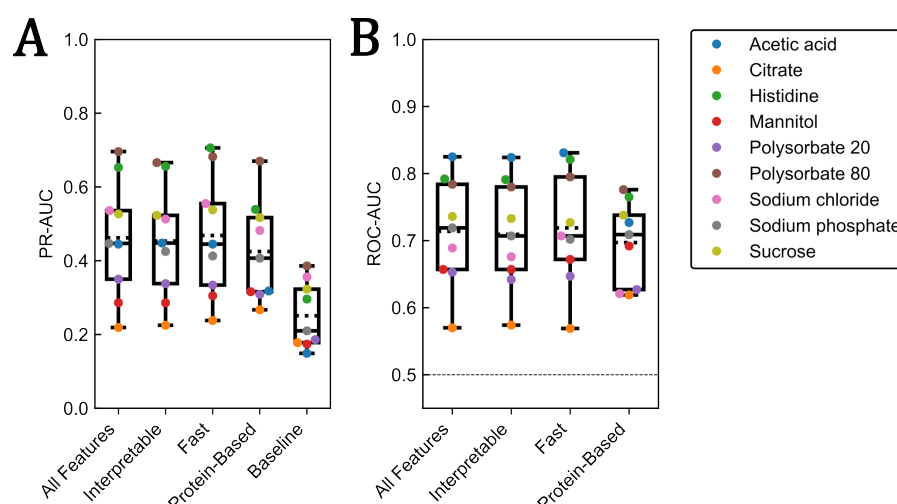 A
PR-AUC
1.0
0.8
0.6
0.4
0.2
0.0
All Features
Interpretable
Fast
Protein-Based
Baseline
B
ROC-AUC
1.0
0.9
0.8
0.7
0.6
0.5
All Features
Interpretable
Fast
Protein-Based
Acetic acid
Citrate
Histidine
Mannitol
Polysorbate 20
Polysorbate 80
Sodium chloride
Sodium phosphate
Sucrose